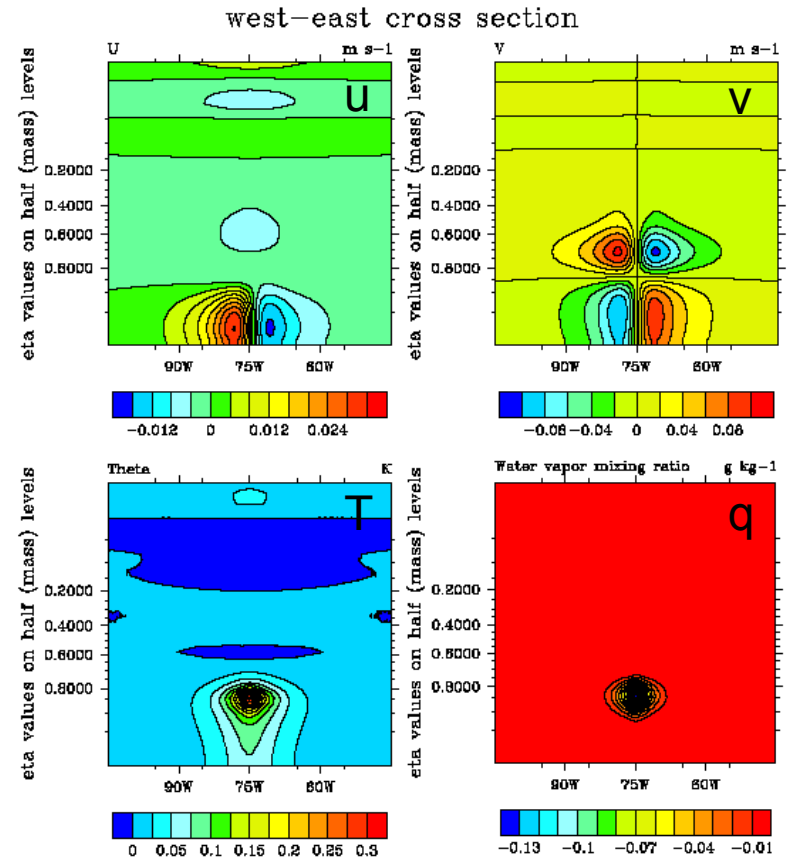 west-east cross section
U m s-1
u
eta values on half (mass) levels
0.2000
0.4000
0.6000
0.8000
90W 75W 60W
-0.012 0 0.012 0.024
V m s-1
v
eta values on half (mass) levels
0.2000
0.4000
0.6000
0.8000
90W 75W 60W
-0.08 -0.04 0 0.04 0.08
Theta K
T
eta values on half (mass) levels
0.2000
0.4000
0.6000
0.8000
90W 75W 60W
0 0.05 0.1 0.15 0.2 0.25 0.3
Water vapor mixing ratio g kg-1
q
eta values on half (mass) levels
0.2000
0.4000
0.6000
0.8000
90W 75W 60W
-0.13 -0.1 -0.07 -0.04 -0.01